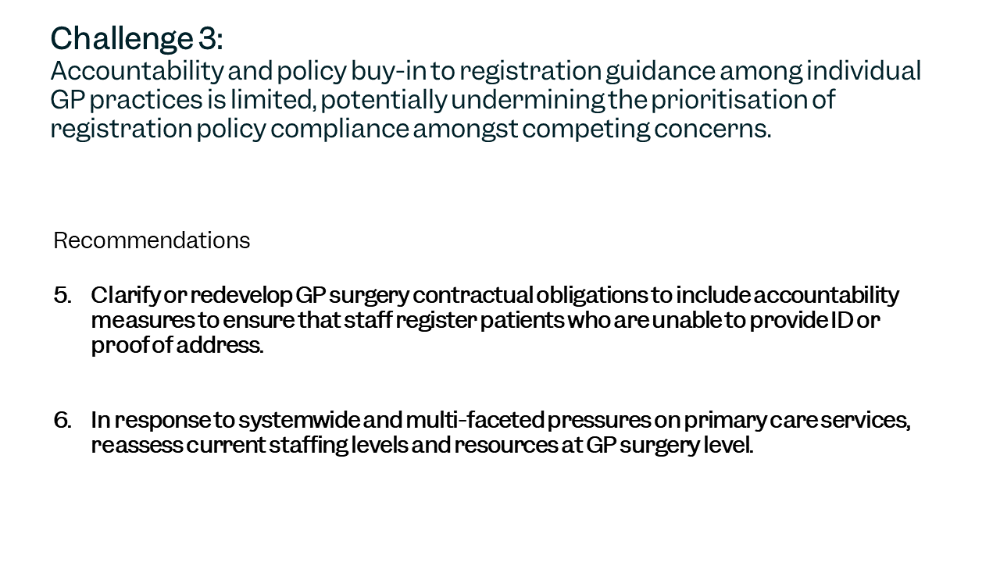 Challenge 3:
Accountability and policy buy-in to registration guidance among individual
GP practices is limited, potentially undermining the prioritisation of
registration policy compliance amongst competing concerns.
Recommendations
5. Clarify or redevelop GP surgery contractual obligations to include accountability
measures to ensure that staff register patients who are unable to provide ID or
proof of address.
6. In response to systemwide and multi-faceted pressures on primary care services,
reassess current staffing levels and resources at GP surgery level.